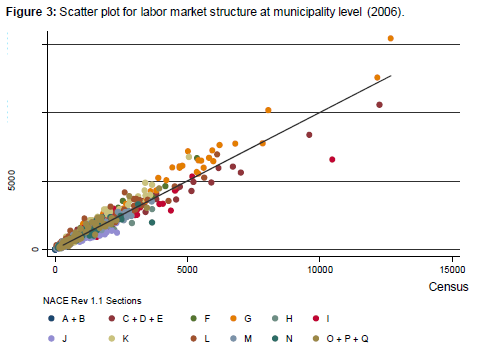 Figure 3: Scatter plot for labor market structure at municipality level (2006).
5000
0
0 5000 10000 15000
Census
NACE Rev 1.1 Sections
A + B C + D + E F G H I
J K L M N O + P + Q